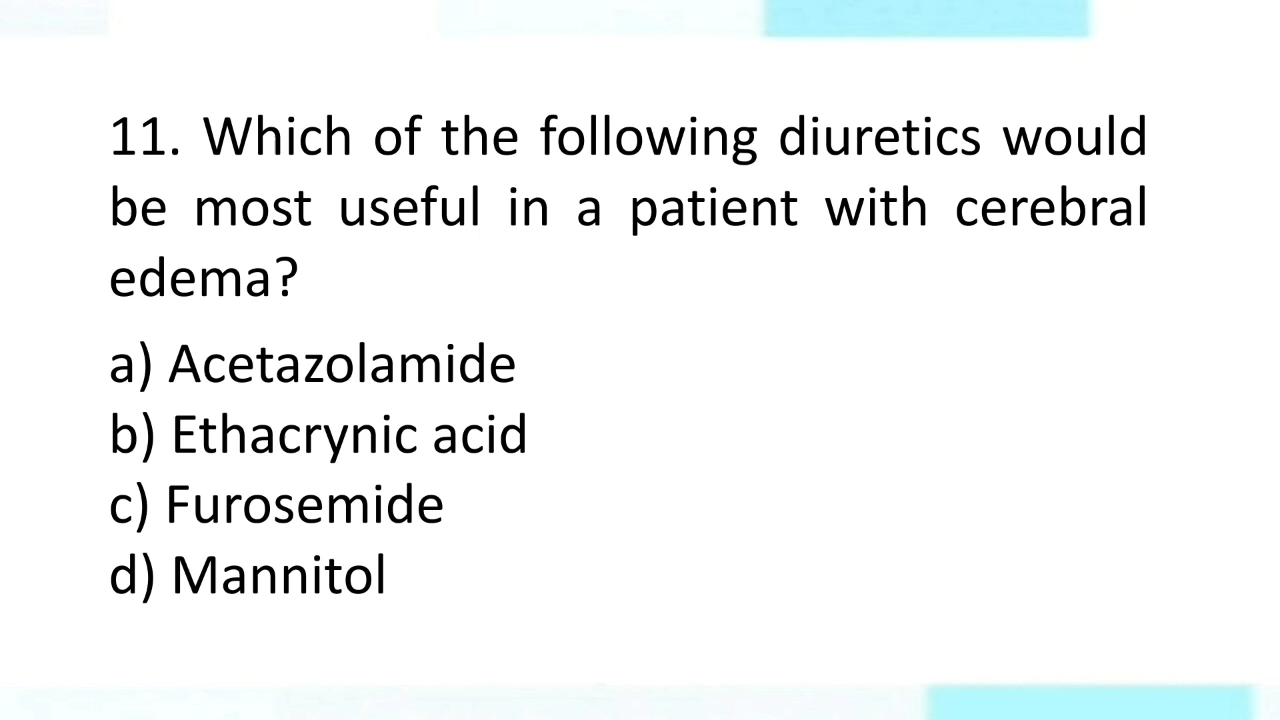 11. Which of the following diuretics would
be most useful in a patient with cerebral
edema?
a) Acetazolamide
b) Ethacrynic acid
c) Furosemide
d) Mannitol